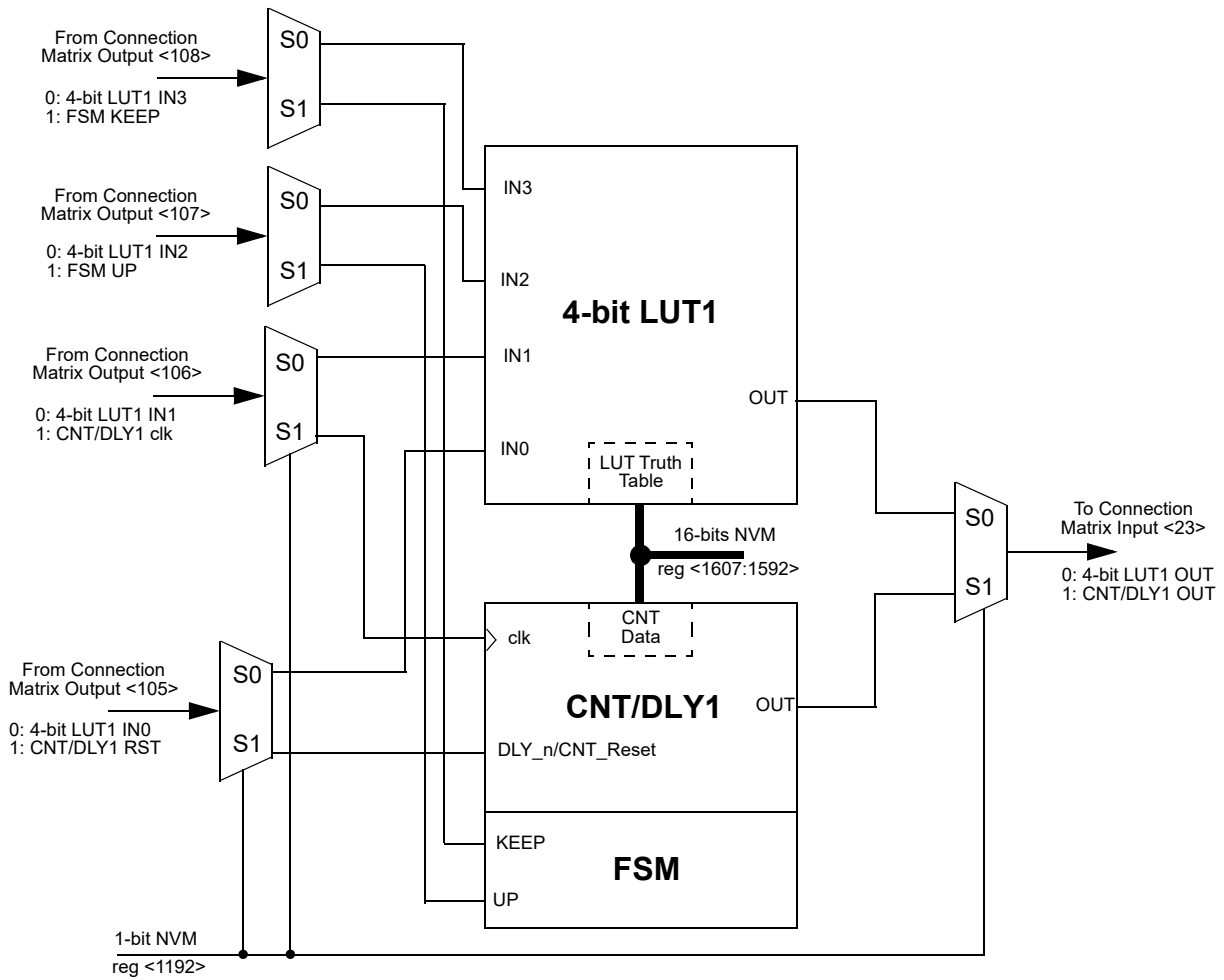 From Connection
Matrix Output <108>
0: 4-bit LUT1 IN3
1: FSM KEEP
S0
S1
From Connection
Matrix Output <107>
0: 4-bit LUT1 IN2
1: FSM UP
S0
S1
From Connection
Matrix Output <106>
0: 4-bit LUT1 IN1
1: CNT/DLY1 clk
S0
S1
From Connection
Matrix Output <105>
0: 4-bit LUT1 IN0
1: CNT/DLY1 RST
S0
S1
IN3
IN2
IN1
IN0
4-bit LUT1
OUT
LUT Truth
Table
16-bits NVM
reg <1607:1592>
CNT
Data
clk
CNT/DLY1
OUT
DLY_n/CNT_Reset
KEEP
UP
FSM
S0
S1
To Connection
Matrix Input <23>
0: 4-bit LUT1 OUT
1: CNT/DLY1 OUT
1-bit NVM
reg <1192>